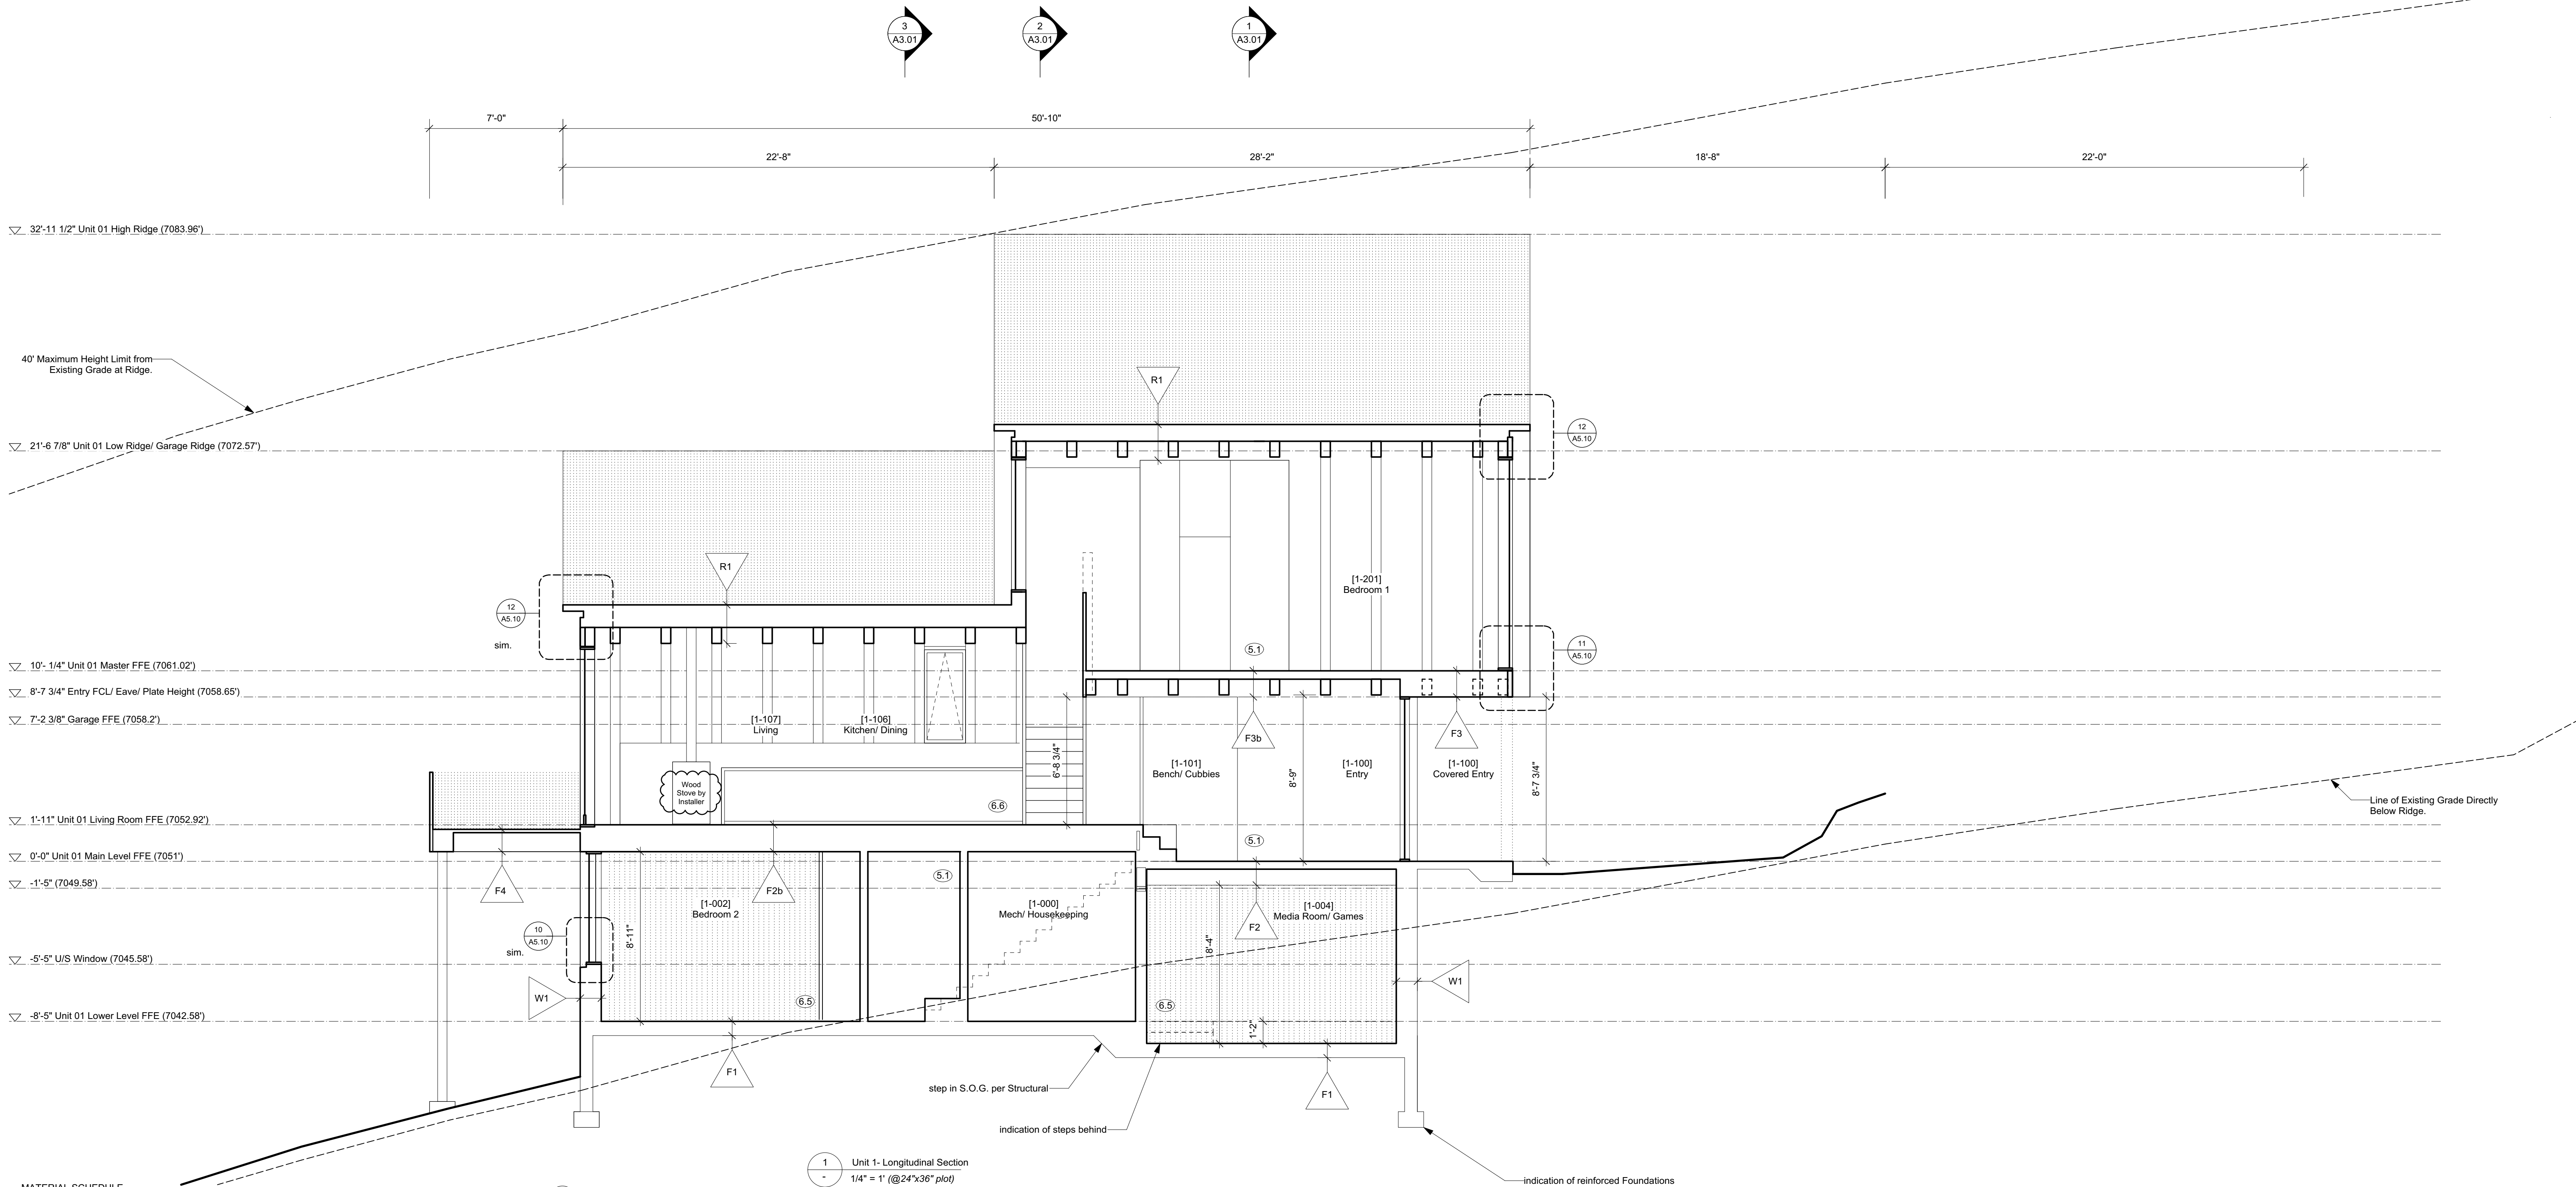 3
A3.01
2
A3.01
1
A3.01
7'-0"
50'-10"
22'-8"
28'-2"
18'-8"
22'-0"
32'-11 1/2" Unit 01 High Ridge (7083.96')
40' Maximum Height Limit from
Existing Grade at Ridge.
R1
21'-6 7/8" Unit 01 Low Ridge/ Garage Ridge (7072.57')
12
A5.10
R1
[1-201]
Bedroom 1
12
A5.10
sim.
5.1
11
A5.10
10'- 1/4" Unit 01 Master FFE (7061.02')
8'-7 3/4" Entry FCL/ Eave/ Plate Height (7058.65')
7'-2 3/8" Garage FFE (7058.2')
[1-107]
Living
[1-106]
Kitchen/ Dining
F3b
F3
6'-8 3/4"
[1-101]
Bench/ Cubbies
8'-9"
[1-100]
Entry
[1-100]
Covered Entry
8'-7 3/4"
Wood
Stove by
Installer
6.6
Line of Existing Grade Directly
Below Ridge.
1'-11" Unit 01 Living Room FFE (7052.92')
5.1
0'-0" Unit 01 Main Level FFE (7051')
-1'-5" (7049.58')
F4
F2b
5.1
[1-002]
Bedroom 2
[1-000]
Mech/ Housekeeping
[1-004]
Media Room/ Games
F2
10
A5.10
sim.
8'-11"
8'-4"
-5'-5" U/S Window (7045.58')
W1
6.5
6.5
W1
-8'-5" Unit 01 Lower Level FFE (7042.58')
1'-2"
F1
step in S.O.G. per Structural
F1
indication of steps behind
1
-
Unit 1- Longitudinal Section
1/4" = 1' (@24"x36" plot)
indication of reinforced Foundations
MATERIAL SCHEDULE